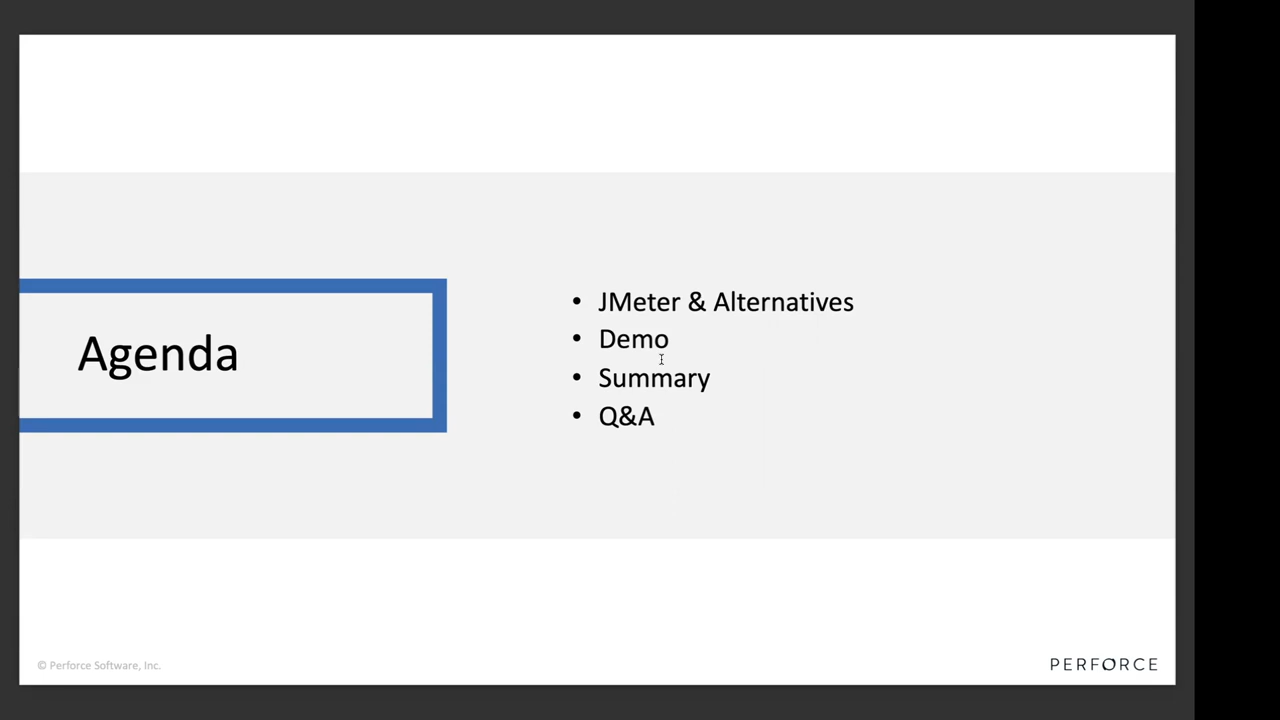 Agenda
• JMeter & Alternatives
• Demo
• Summary
• Q&A
© Perforce Software, Inc.
PERFORCE